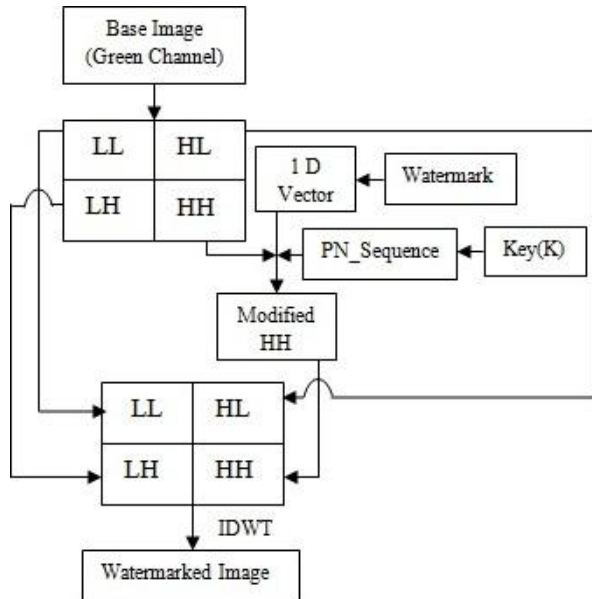 Base Image
(Green Channel)
LL HL
LH HH
1 D
Vector
Watermark
PN_Sequence
Key(K)
Modified
HH
LL HL
LH HH
IDWT
Watermarked Image